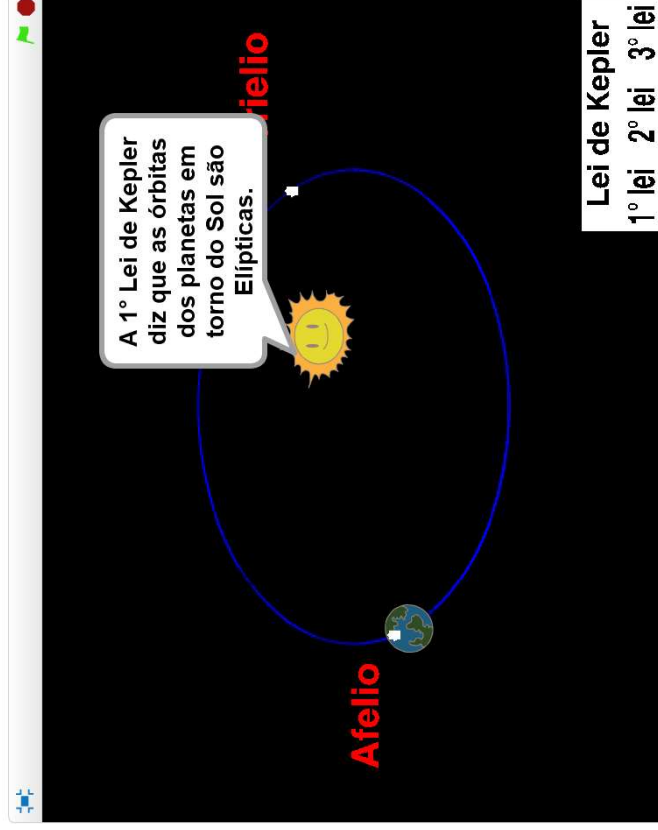 A 1° Lei de Kepler
diz que as órbitas
dos planetas em
torno do Sol são
Elípticas.
rielio
Afelio
Lei de Kepler
1° lei 2° lei 3° lei